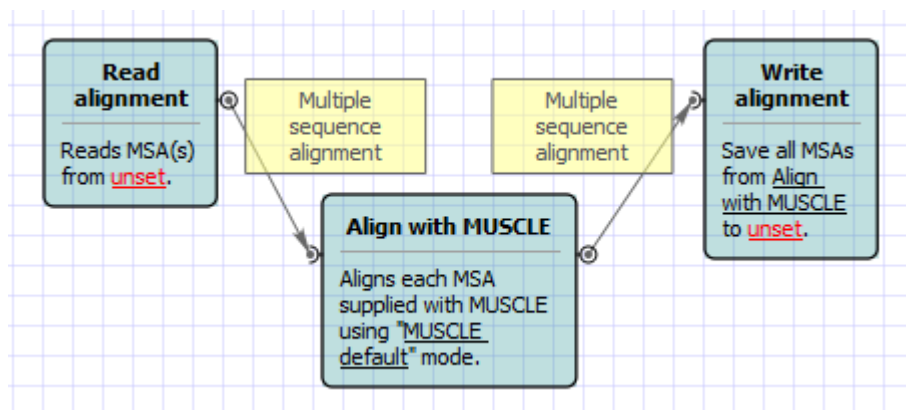 Read
alignment
Reads MSA(s)
from unset.
Multiple
sequence
alignment
Align with MUSCLE
Aligns each MSA
supplied with MUSCLE
using "MUSCLE
default" mode.
Multiple
sequence
alignment
Write
alignment
Save all MSAs
from Align
with MUSCLE
to unset.